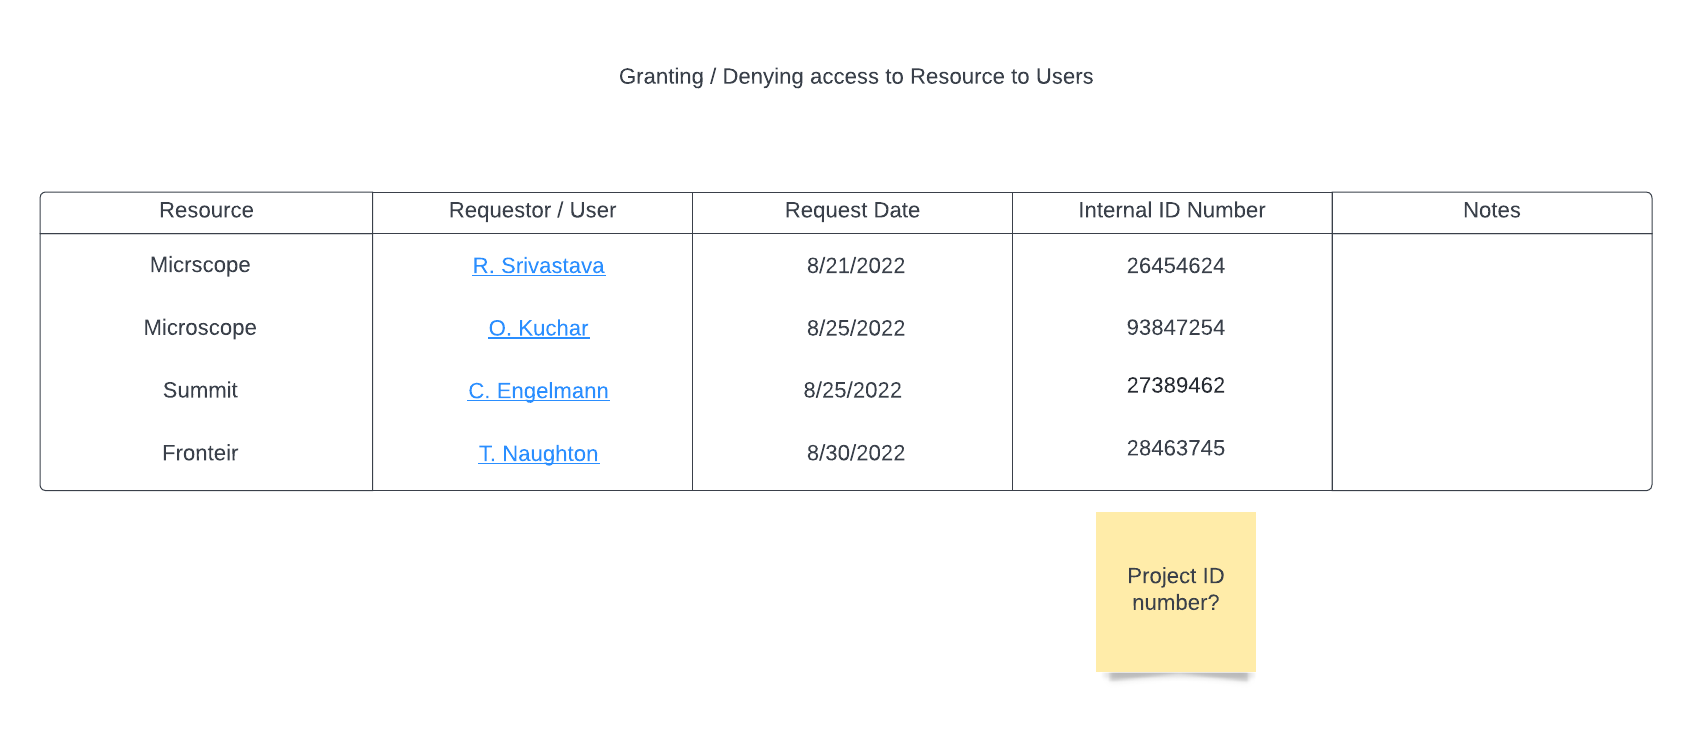 Granting / Denying access to Resource to Users
Resource Requestor / User Request Date Internal ID Number Notes
Micrscope R. Srivastava 8/21/2022 26454624
Microscope O. Kuchar 8/25/2022 93847254
Summit C. Engelmann 8/25/2022 27389462
Fronteir T. Naughton 8/30/2022 28463745
Project ID
number?